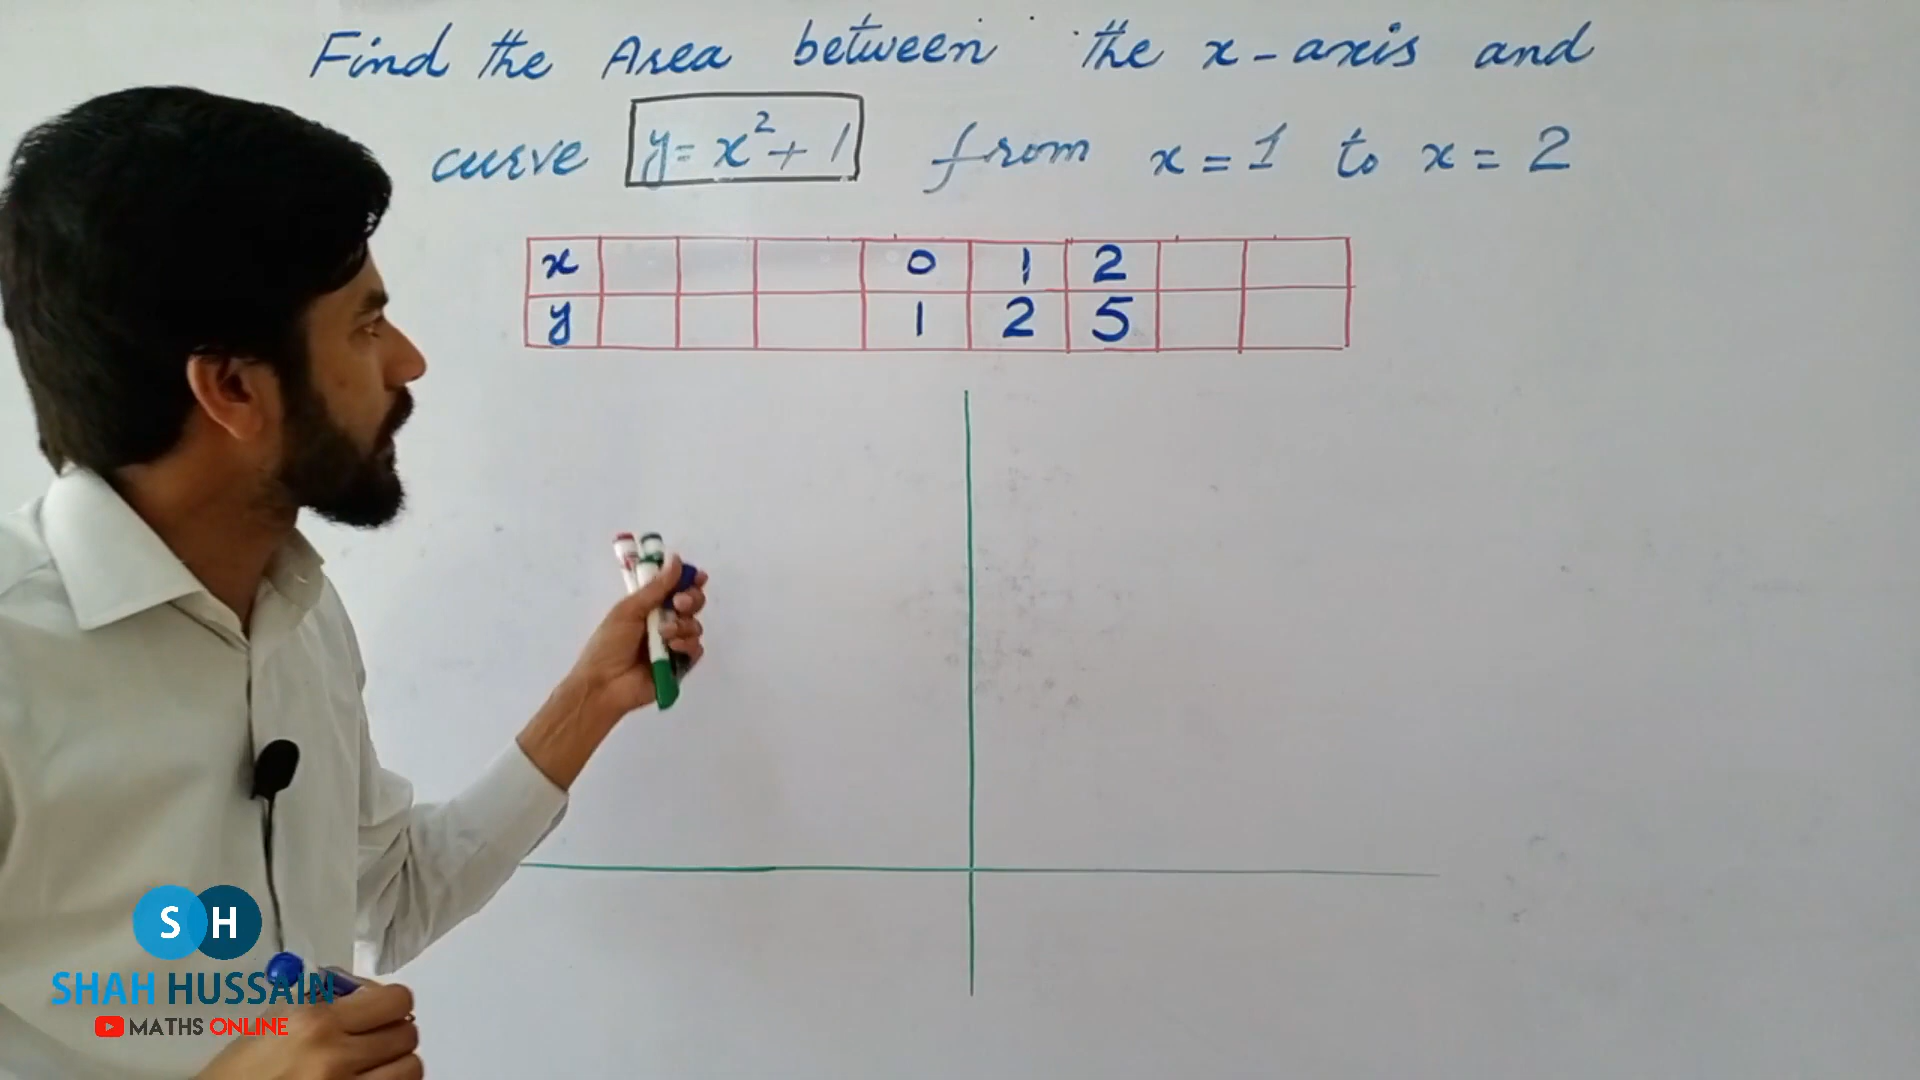 Find the Area between the x-axis and
curve y = x² + 1 from x = 1 to x = 2
x 0 1 2
y 1 2 5
S H
SHAH HUSSAIN
MATHS ONLINE